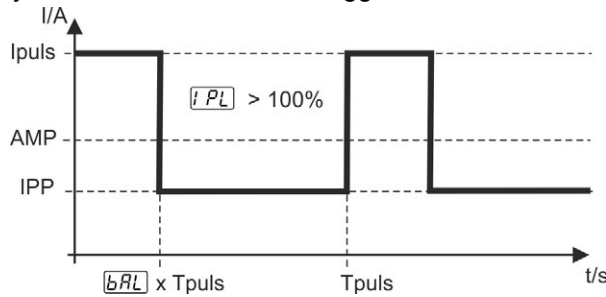 I/A
Ipuls
IPL > 100%
AMP
IPP
t/s
bAL x Tpuls
Tpuls